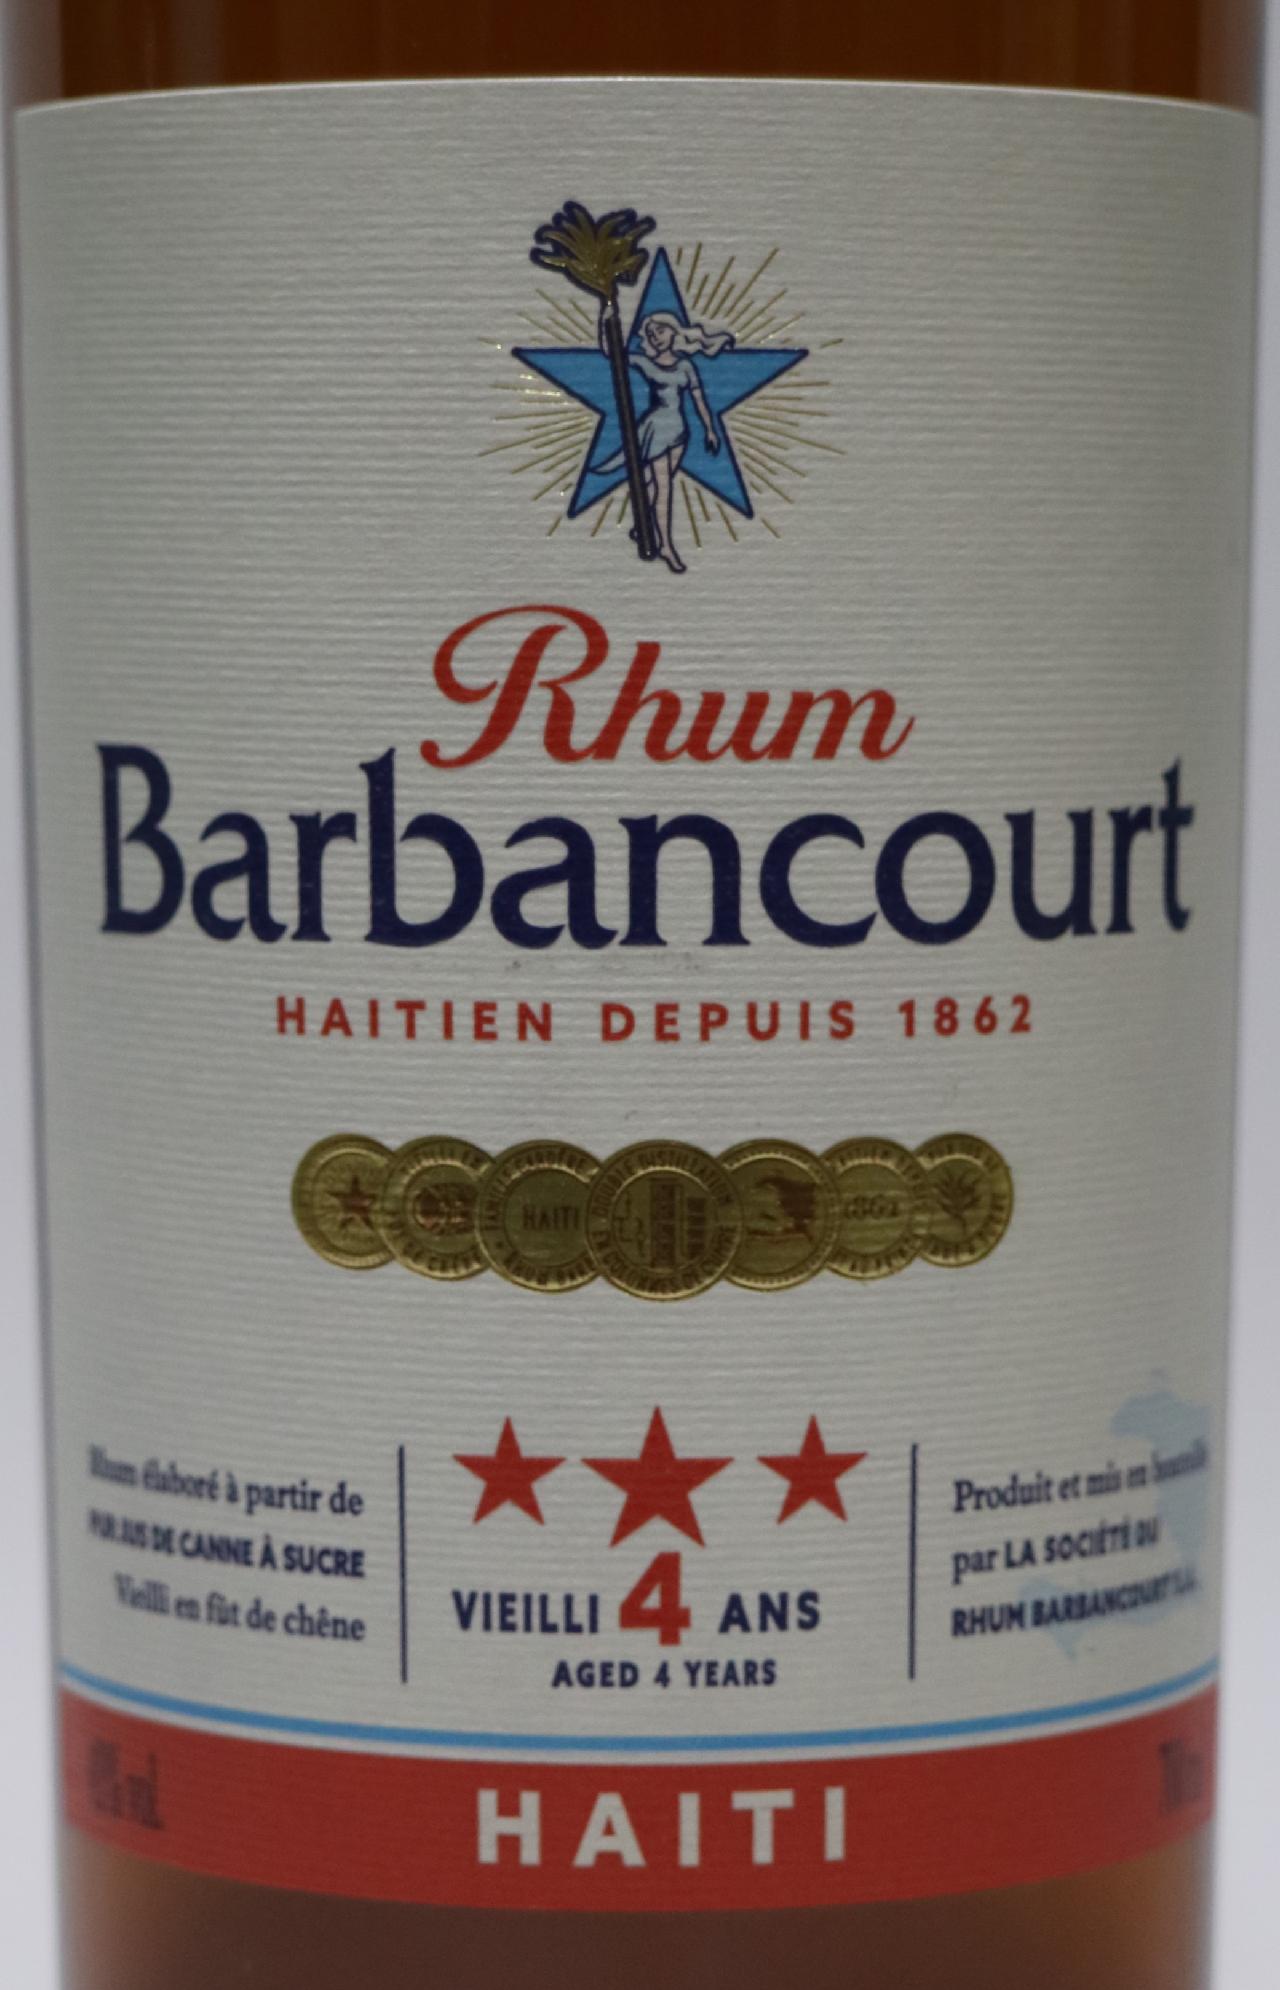 Rhum
Barbancourt
HAITIEN DEPUIS 1862
HAITI
1862
Rhum élaboré à partir de
PUR JUS DE CANNE À SUCRE
Vieilli en fût de chêne
VIEILLI 4 ANS
AGED 4 YEARS
Produit et mis en bouteille
par LA SOCIÉTÉ DU
RHUM BARBANCOURT
HAITI